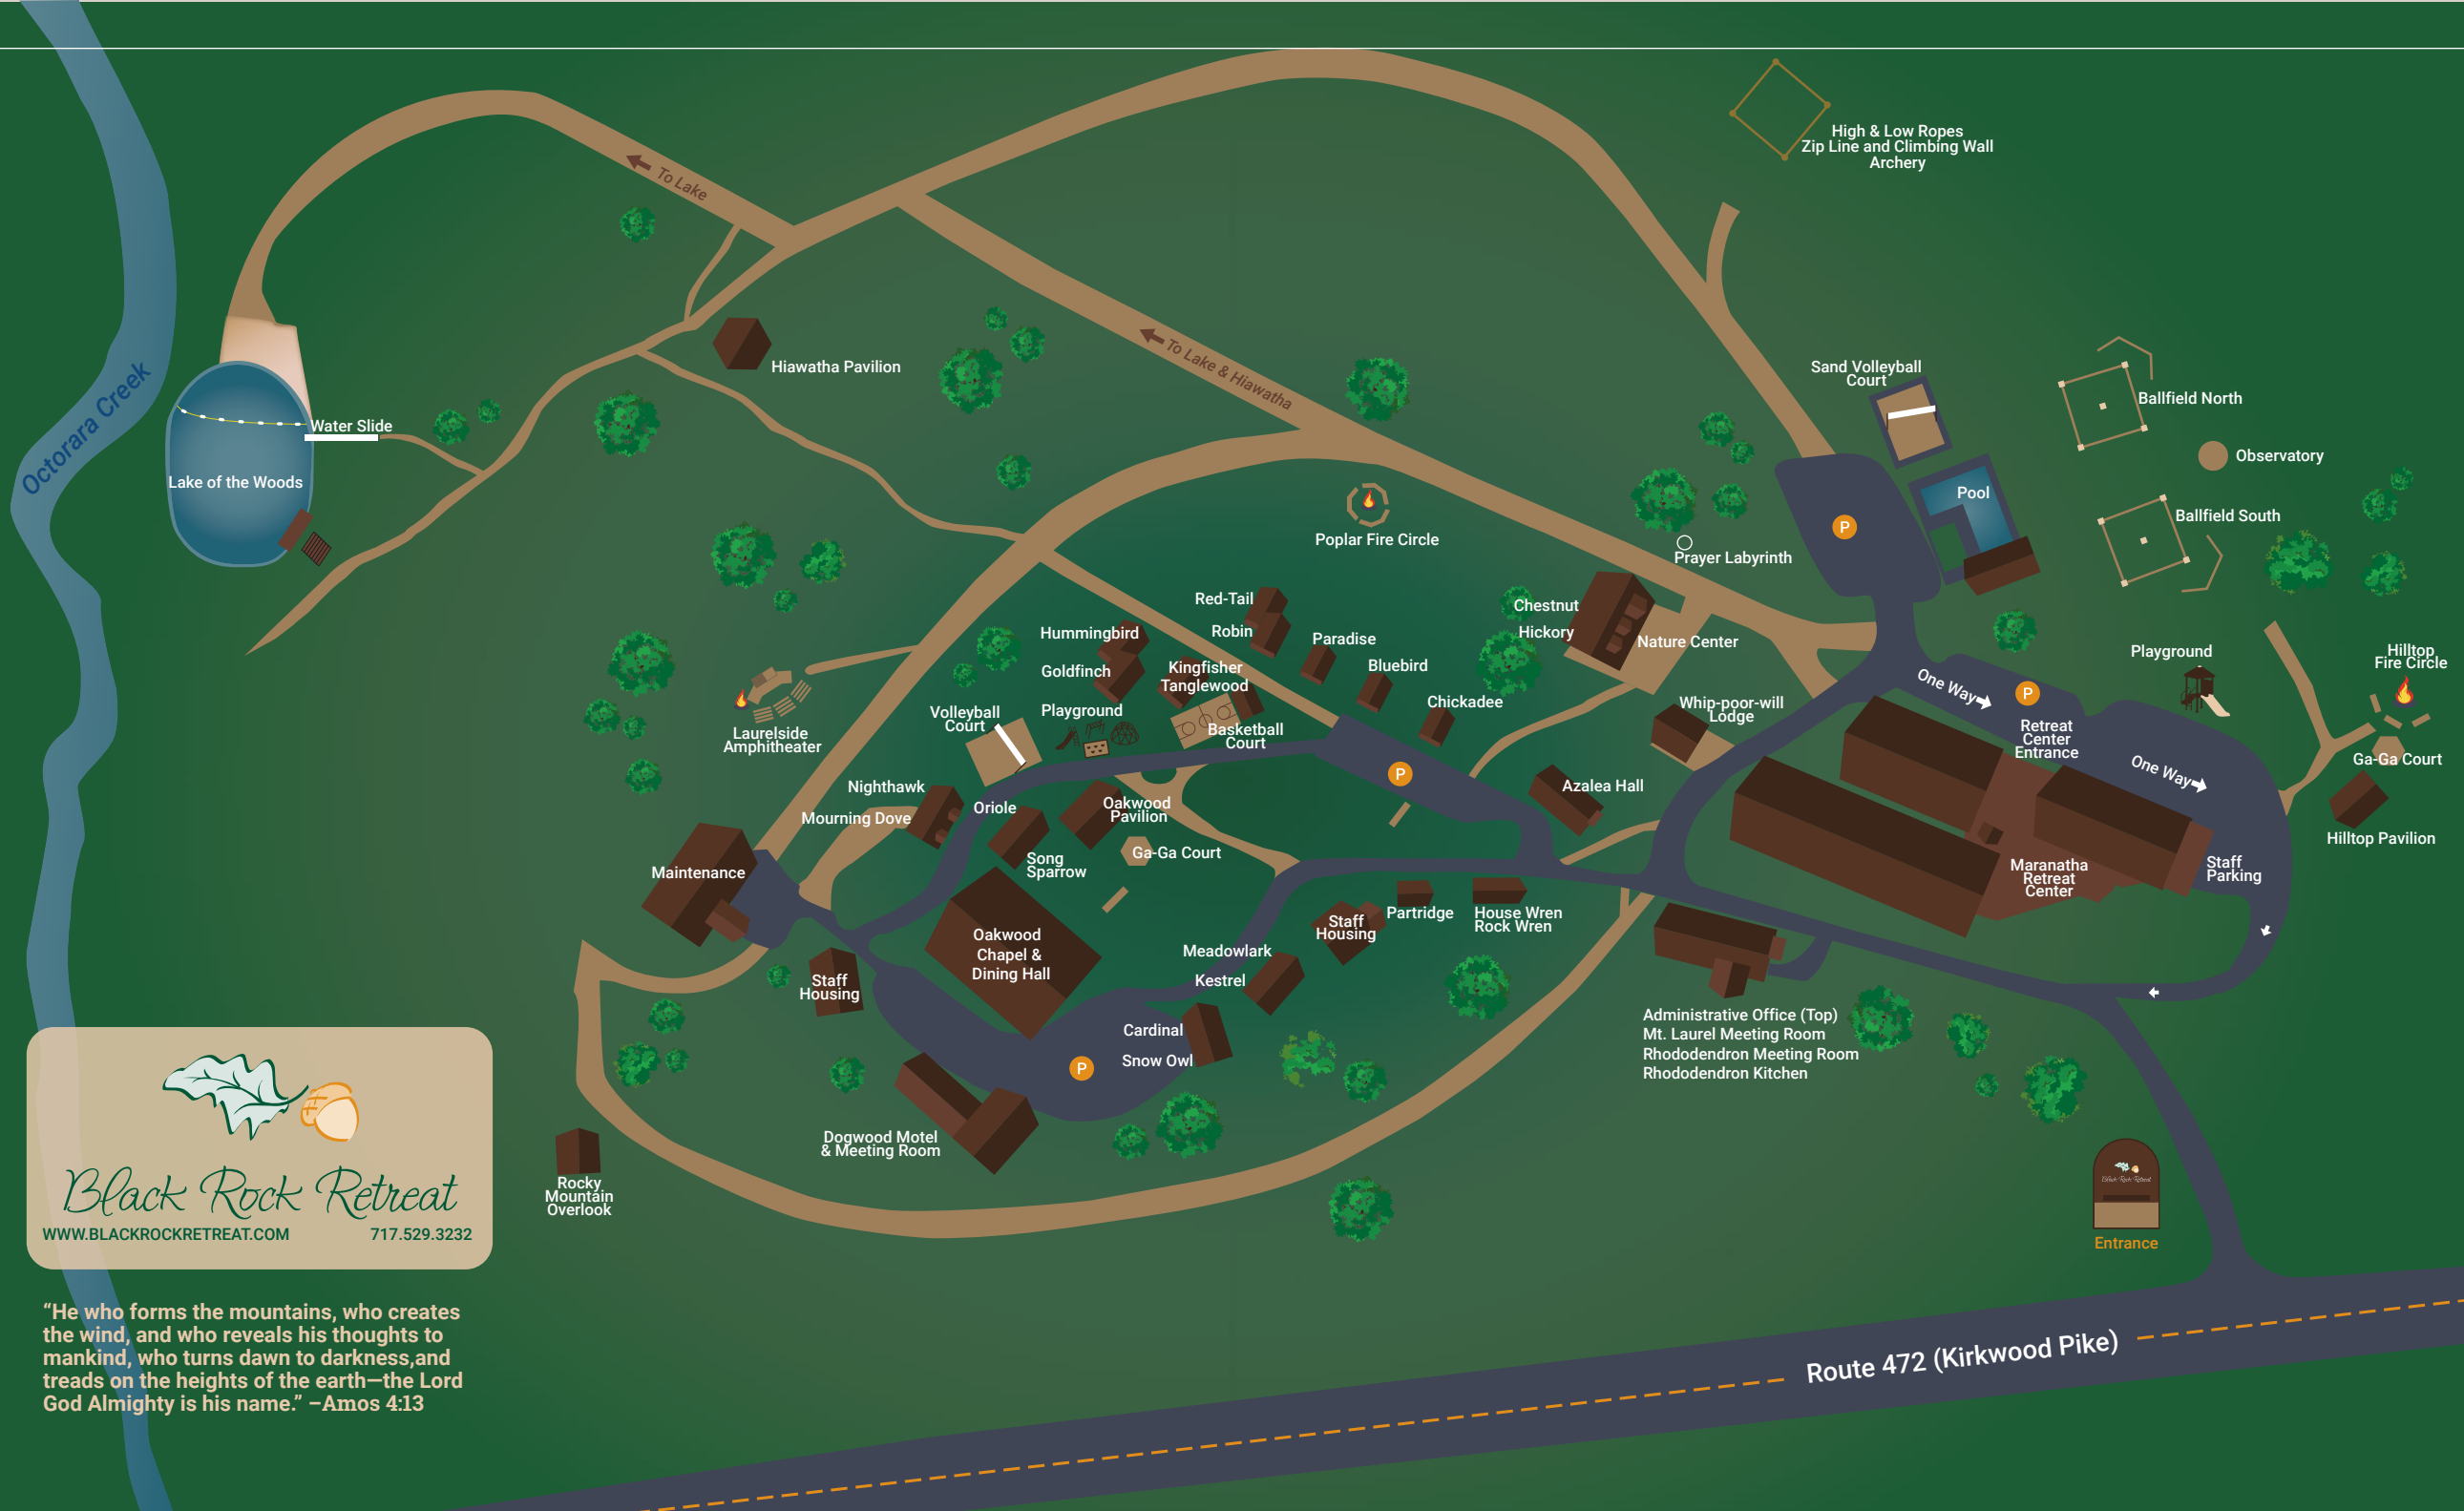 To Lake
High & Low Ropes
Zip Line and Climbing Wall
Archery
To Lake & Hiawatha
Hiawatha Pavilion
Octorara Creek
Water Slide
Lake of the Woods
Sand Volleyball
Court
Ballfield North
Observatory
Pool
Ballfield South
P
Poplar Fire Circle
Prayer Labyrinth
Red-Tail
Robin
Hummingbird
Goldfinch
Kingfisher
Tanglewood
Paradise
Bluebird
Chickadee
Chestnut
Hickory
Nature Center
Playground
Hilltop
Fire Circle
One Way
P
Retreat
Center
Entrance
One Way
Ga-Ga Court
Hilltop Pavilion
Whip-poor-will
Lodge
Volleyball
Court
Playground
Basketball
Court
Laurelside
Amphitheater
P
Azalea Hall
Nighthawk
Mourning Dove
Oriole
Oakwood
Pavilion
Song
Sparrow
Ga-Ga Court
Maintenance
Maranatha
Retreat
Center
Staff
Parking
Partridge
House Wren
Rock Wren
Staff
Housing
Oakwood
Chapel &
Dining Hall
Meadowlark
Kestrel
Staff
Housing
Cardinal
Snow Owl
P
Administrative Office (Top)
Mt. Laurel Meeting Room
Rhododendron Meeting Room
Rhododendron Kitchen
Dogwood Motel
& Meeting Room
Rocky
Mountain
Overlook
Black Rock Retreat
Entrance
Black Rock Retreat
WWW.BLACKROCKRETREAT.COM 717.529.3232
“He who forms the mountains, who creates
the wind, and who reveals his thoughts to
mankind, who turns dawn to darkness,and
treads on the heights of the earth—the Lord
God Almighty is his name.” –Amos 4:13
Route 472 (Kirkwood Pike)